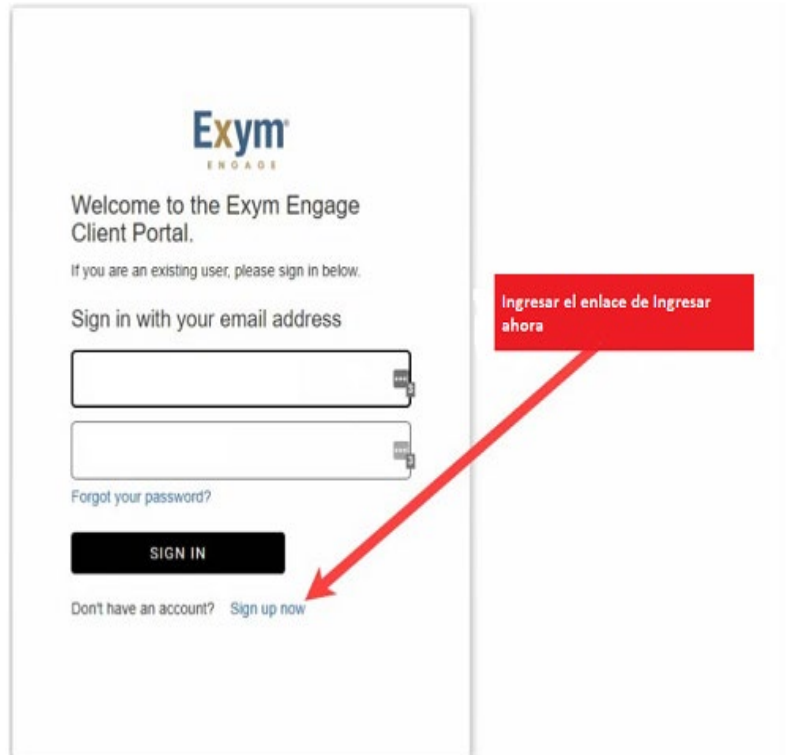 Exym
ENGAGE
Welcome to the Exym Engage
Client Portal.
If you are an existing user, please sign in below.
Sign in with your email address
Forgot your password?
SIGN IN
Don't have an account? Sign up now
Ingresar el enlace de Ingresar
ahora